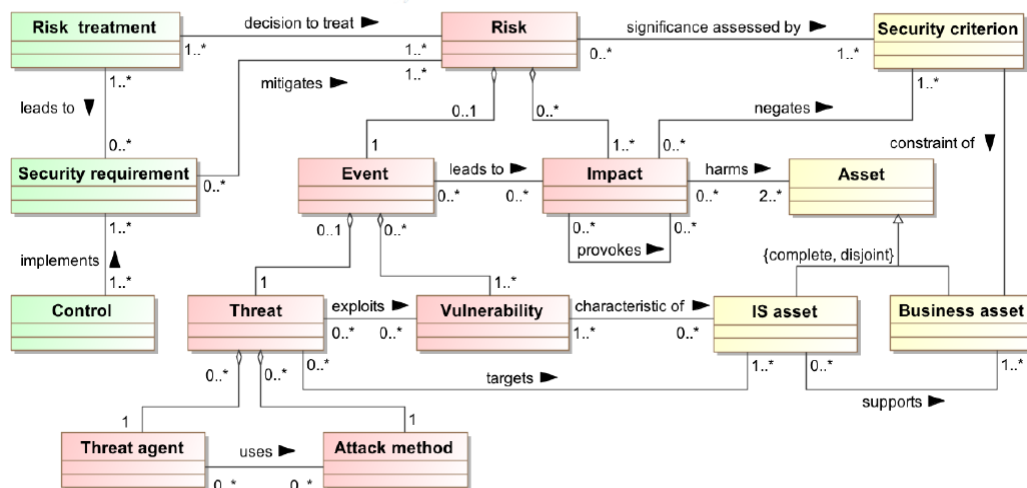 Risk treatment
decision to treat
Risk
significance assessed by
Security criterion
1..*
1..*
0..*
1..*
1..*
mitigates
1..*
1..*
leads to
0..1
0..*
negates
constraint of
0..*
1
1..*
0..*
Security requirement
0..*
Event
leads to
Impact
harms
Asset
0..*
0..*
0..*
2..*
1..*
0..1
0..*
0..*
0..*
provokes
implements
{complete, disjoint}
1..*
1
1..*
Control
Threat
exploits
Vulnerability
characteristic of
IS asset
Business asset
0..*
0..*
1..*
0..*
0..*
0..*
0..*
targets
1..*
0..*
1..*
supports
1
1
Threat agent
uses
Attack method
0..*
0..*